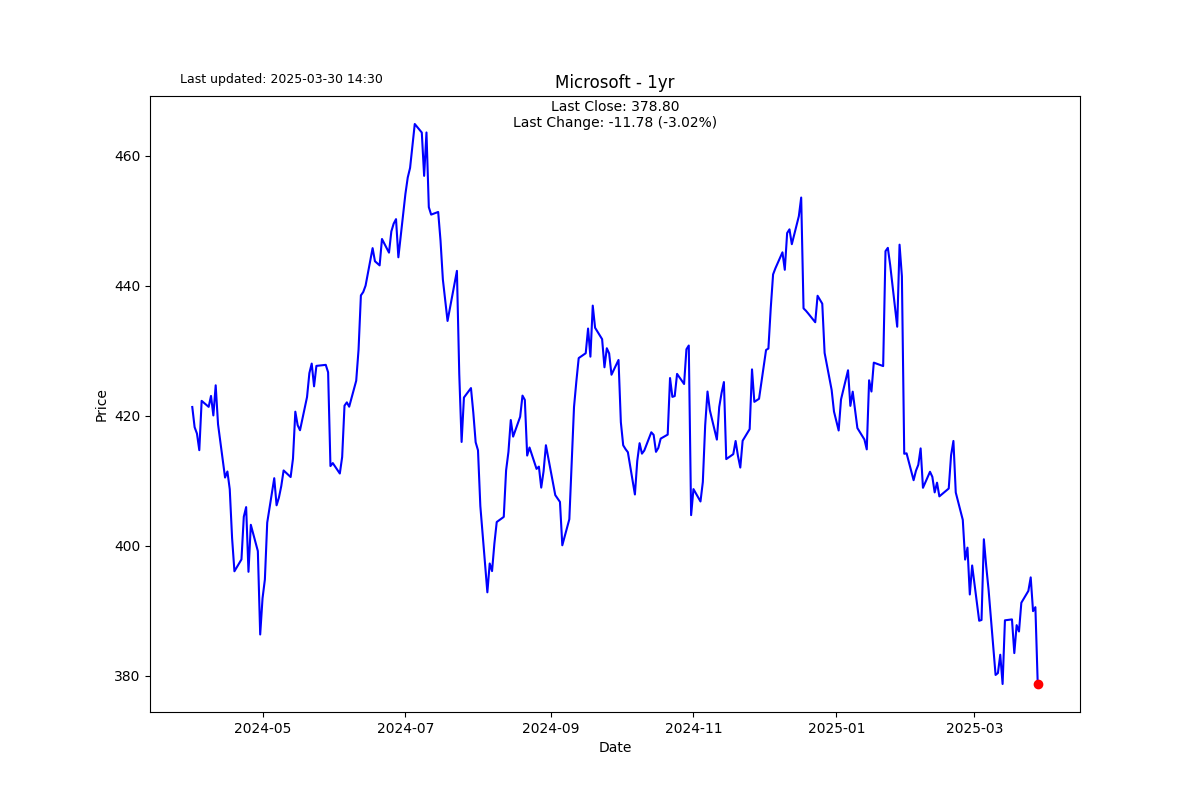 Last updated: 2025-03-30 14:30
Microsoft - 1yr
Last Close: 378.80
Last Change: -11.78 (-3.02%)
460
440
420
400
380
Price
2024-05
2024-07
2024-09
2024-11
2025-01
2025-03
Date